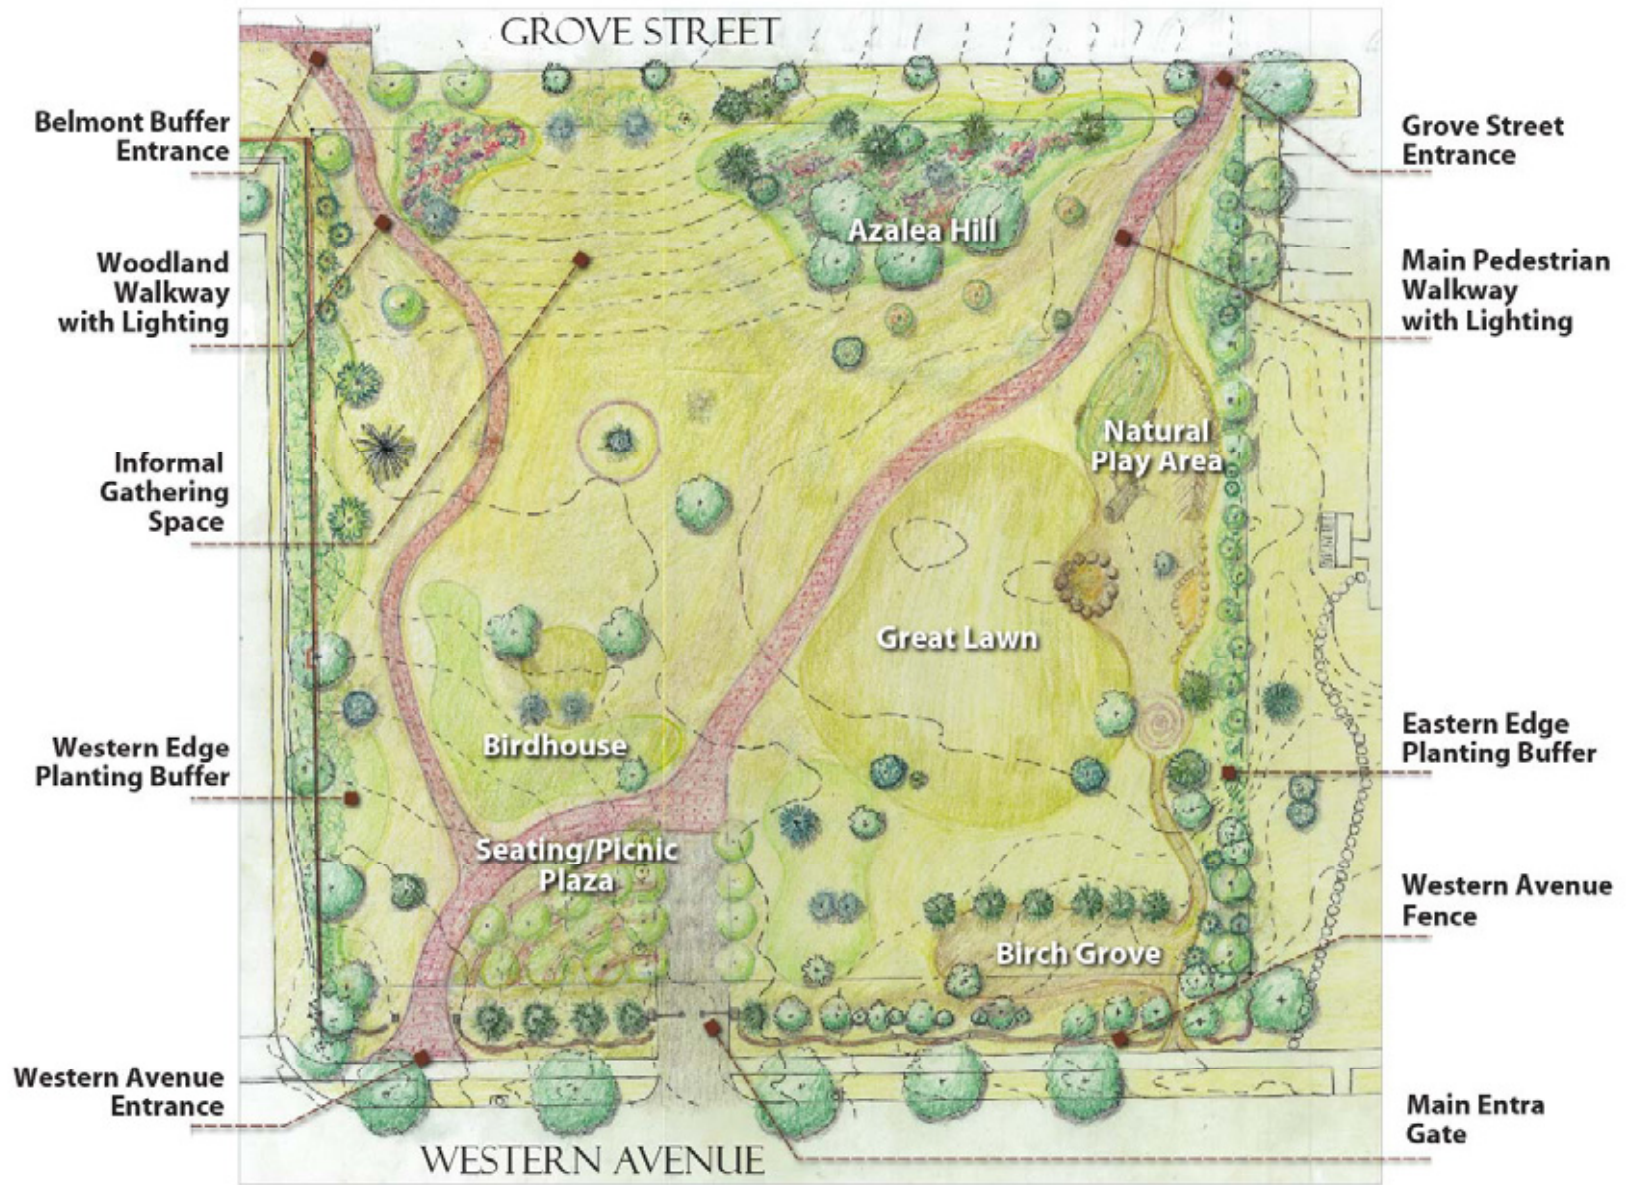 GROVE STREET
Belmont Buffer
Entrance
Grove Street
Entrance
Azalea Hill
Woodland
Walkway
with Lighting
Main Pedestrian
Walkway
with Lighting
Natural
Play Area
Informal
Gathering
Space
Great Lawn
Birdhouse
Western Edge
Planting Buffer
Eastern Edge
Planting Buffer
Seating/Picnic
Plaza
Western Avenue
Fence
Birch Grove
Western Avenue
Entrance
Main Entra
Gate
WESTERN AVENUE